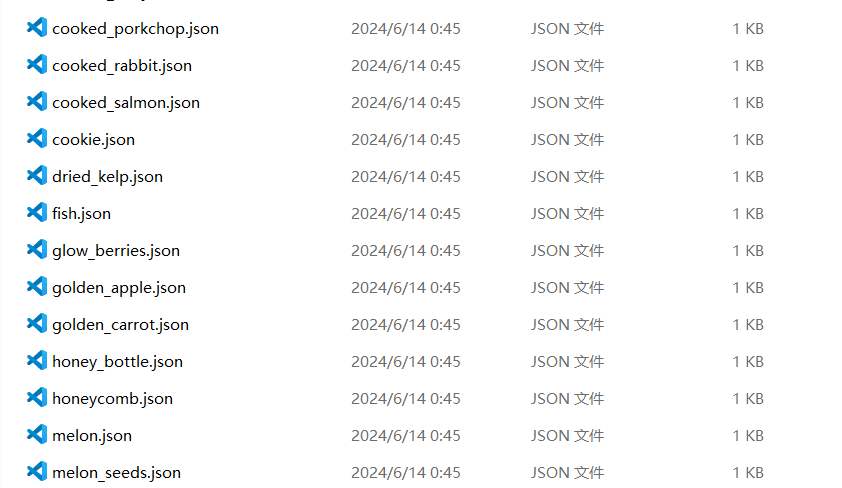 cooked_porkchop.json 2024/6/14 0:45 JSON 文件 1 KB
cooked_rabbit.json 2024/6/14 0:45 JSON 文件 1 KB
cooked_salmon.json 2024/6/14 0:45 JSON 文件 1 KB
cookie.json 2024/6/14 0:45 JSON 文件 1 KB
dried_kelp.json 2024/6/14 0:45 JSON 文件 1 KB
fish.json 2024/6/14 0:45 JSON 文件 1 KB
glow_berries.json 2024/6/14 0:45 JSON 文件 1 KB
golden_apple.json 2024/6/14 0:45 JSON 文件 1 KB
golden_carrot.json 2024/6/14 0:45 JSON 文件 1 KB
honey_bottle.json 2024/6/14 0:45 JSON 文件 1 KB
honeycomb.json 2024/6/14 0:45 JSON 文件 1 KB
melon.json 2024/6/14 0:45 JSON 文件 1 KB
melon_seeds.json 2024/6/14 0:45 JSON 文件 1 KB